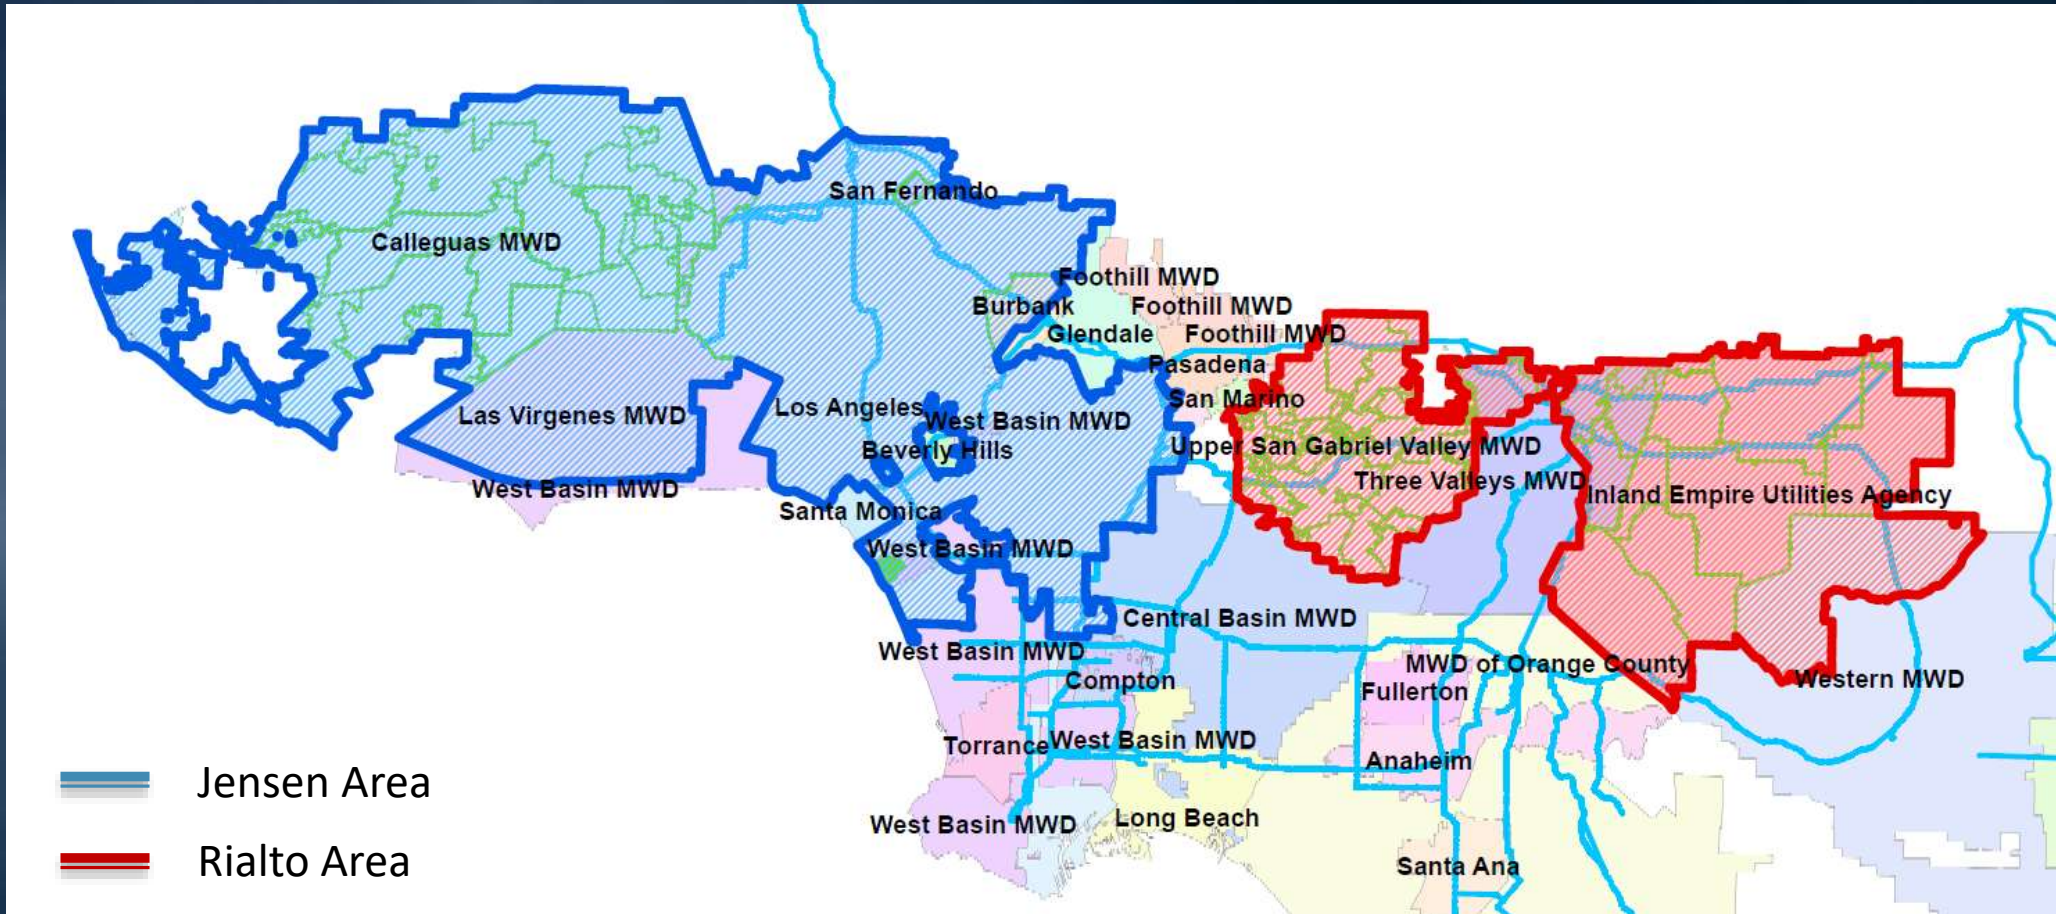 San Fernando
Calleguas MWD
Foothill MWD
Burbank
Foothill MWD
Glendale
Foothill MWD
Pasadena
San Marino
Las Virgenes MWD
Los Angeles
West Basin MWD
Beverly Hills
Upper San Gabriel Valley MWD
Three Valleys MWD
West Basin MWD
Inland Empire Utilities Agency
Santa Monica
West Basin MWD
Central Basin MWD
West Basin MWD
MWD of Orange County
Compton
Fullerton
Western MWD
Torrance
West Basin MWD
Anaheim
Jensen Area
West Basin MWD
Long Beach
Rialto Area
Santa Ana